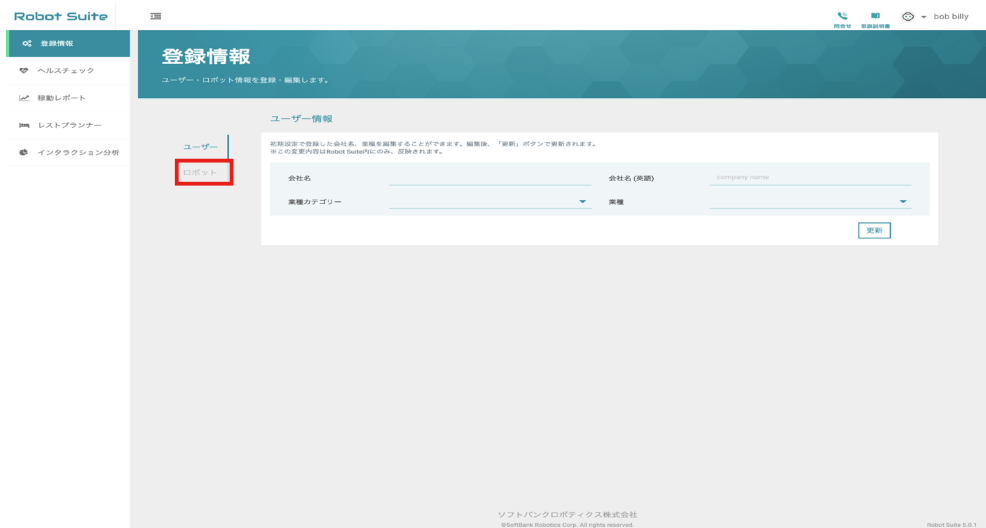 Robot Suite
問合せ
取扱説明書
bob billy
登録情報
ヘルスチェック
稼動レポート
レストプランナー
インタラクション分析
登録情報
ユーザー・ロボット情報を登録・編集します。
ユーザー
ロボット
ユーザー情報
初期設定で登録した会社名、業種を編集することができます。編集後、「更新」ボタンで更新されます。
※この変更内容はRobot Suite内にのみ、反映されます。
会社名
会社名 (英語)
company name
業種カテゴリー
業種
更新
ソフトバンクロボティクス株式会社
©SoftBank Robotics Corp. All rights reserved.
Robot Suite 5.0.1